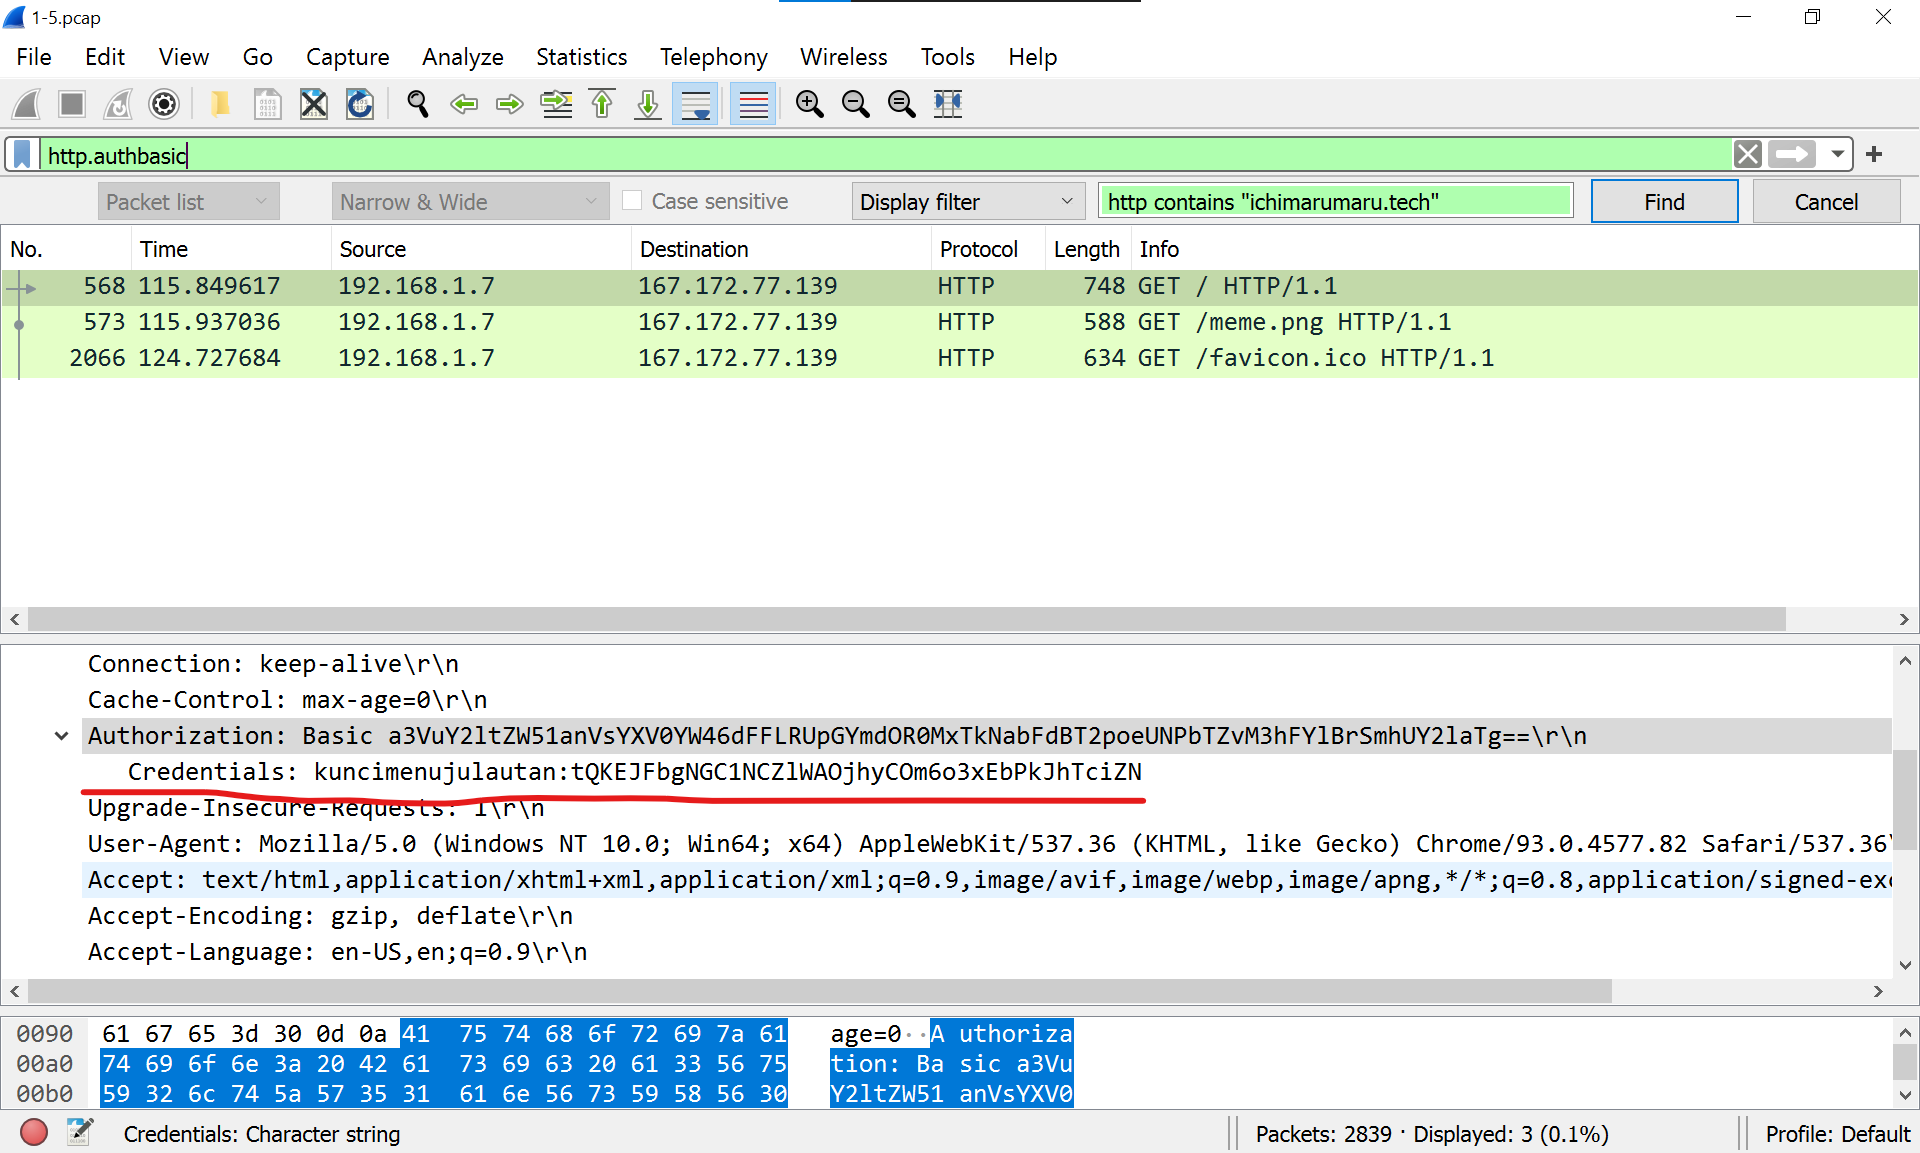 1-5.pcap
File Edit View Go Capture Analyze Statistics Telephony Wireless Tools Help
http.authbasic
Packet list Narrow & Wide Case sensitive Display filter http contains "ichimarumaru.tech" Find Cancel
No. Time Source Destination Protocol Length Info
568 115.849617 192.168.1.7 167.172.77.139 HTTP 748 GET / HTTP/1.1
573 115.937036 192.168.1.7 167.172.77.139 HTTP 588 GET /meme.png HTTP/1.1
2066 124.727684 192.168.1.7 167.172.77.139 HTTP 634 GET /favicon.ico HTTP/1.1
Connection: keep-alive\r\n
Cache-Control: max-age=0\r\n
Authorization: Basic a3VuY2ltZW51anVsYXV0YW46dFFLRUpGYmdOR0MxTkNabFdBT2poeUNPbTZvM3hFYlBrSmhUY2laTg==\r\n
Credentials: kuncimenujulautan:tQKEJFbgNGC1NCZlWAOjhyCOm6o3xEbPkJhTciZN
Upgrade-Insecure-Requests: 1\r\n
User-Agent: Mozilla/5.0 (Windows NT 10.0; Win64; x64) AppleWebKit/537.36 (KHTML, like Gecko) Chrome/93.0.4577.82 Safari/537.36\
Accept: text/html,application/xhtml+xml,application/xml;q=0.9,image/avif,image/webp,image/apng,*/*;q=0.8,application/signed-exc
Accept-Encoding: gzip, deflate\r\n
Accept-Language: en-US,en;q=0.9\r\n
0090 61 67 65 3d 30 0d 0a 41 75 74 68 6f 72 69 7a 61 age=0··A uthoriza
00a0 74 69 6f 6e 3a 20 42 61 73 69 63 20 61 33 56 75 tion: Ba sic a3Vu
00b0 59 32 6c 74 5a 57 35 31 61 6e 56 73 59 58 56 30 Y2ltZW51 anVsYXV0
Credentials: Character string Packets: 2839 · Displayed: 3 (0.1%) Profile: Default